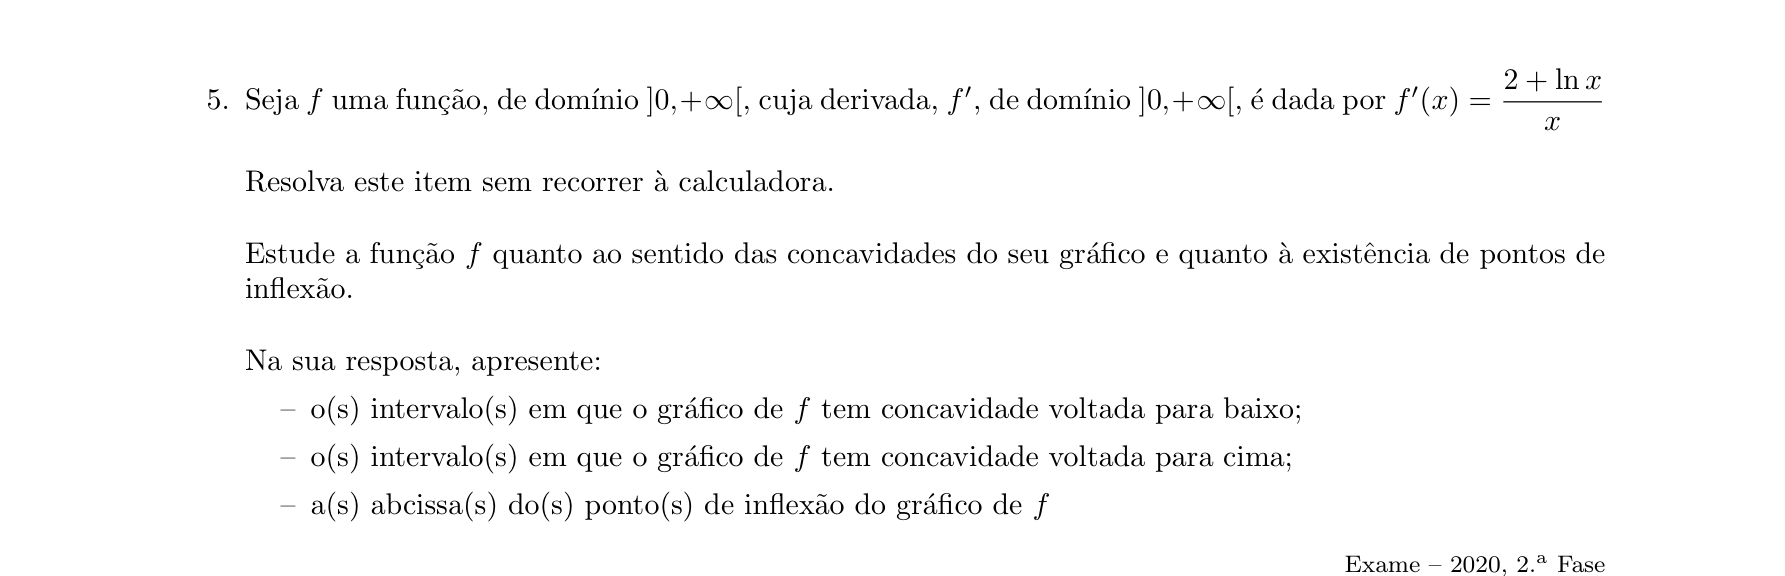 5. Seja f uma função, de domínio ]0,+∞[, cuja derivada, f′, de domínio ]0,+∞[, é dada por f′(x) = \frac{2 + \ln x}{x}
Resolva este item sem recorrer à calculadora.
Estude a função f quanto ao sentido das concavidades do seu gráfico e quanto à existência de pontos de
inflexão.
Na sua resposta, apresente:
– o(s) intervalo(s) em que o gráfico de f tem concavidade voltada para baixo;
– o(s) intervalo(s) em que o gráfico de f tem concavidade voltada para cima;
– a(s) abcissa(s) do(s) ponto(s) de inflexão do gráfico de f
Exame – 2020, 2.ª Fase